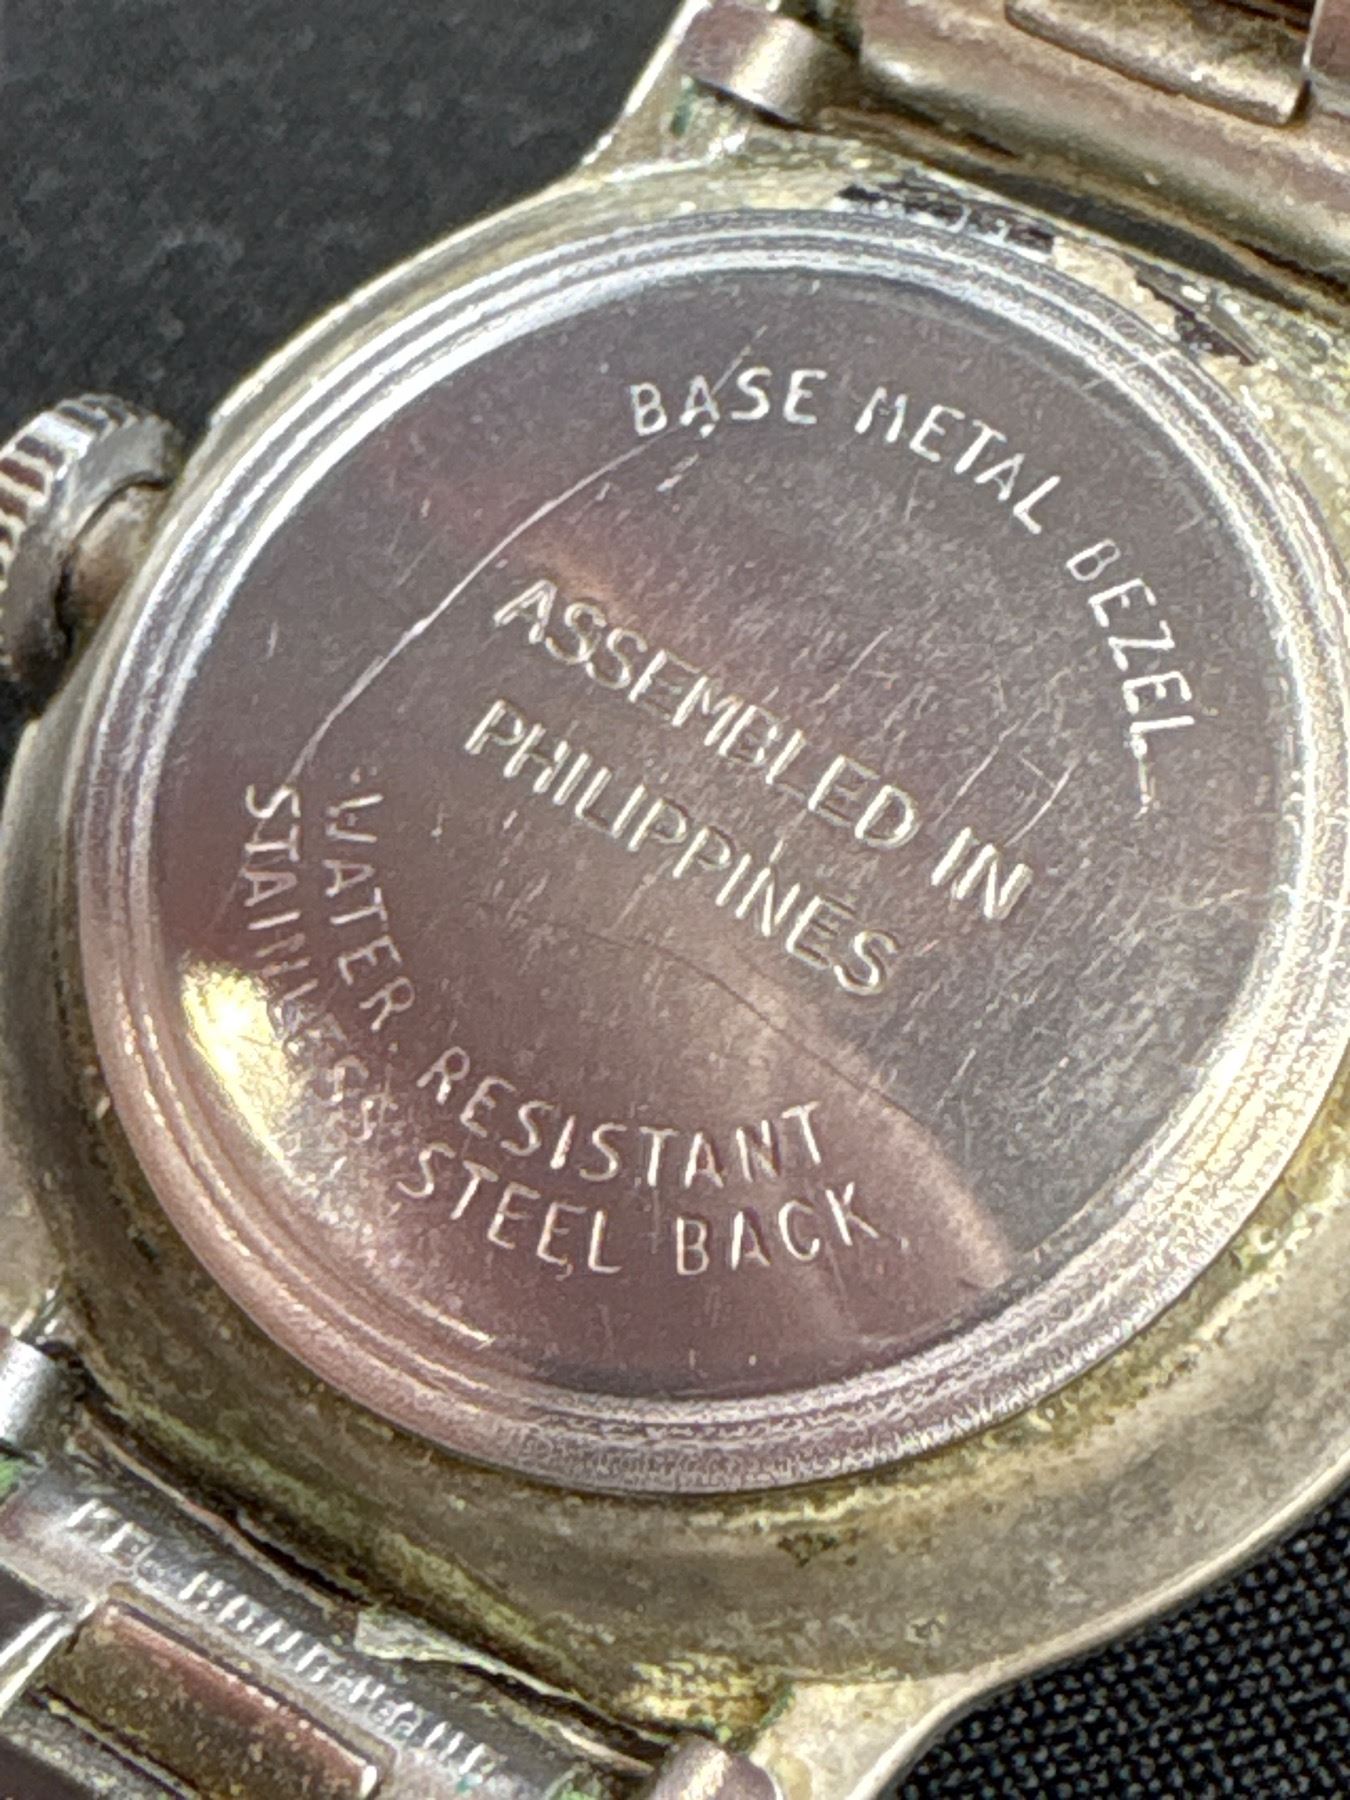 BASE METAL BEZEL
ASSEMBLED IN
PHILIPPINES
WATER RESISTANT
STAINLESS STEEL BACK